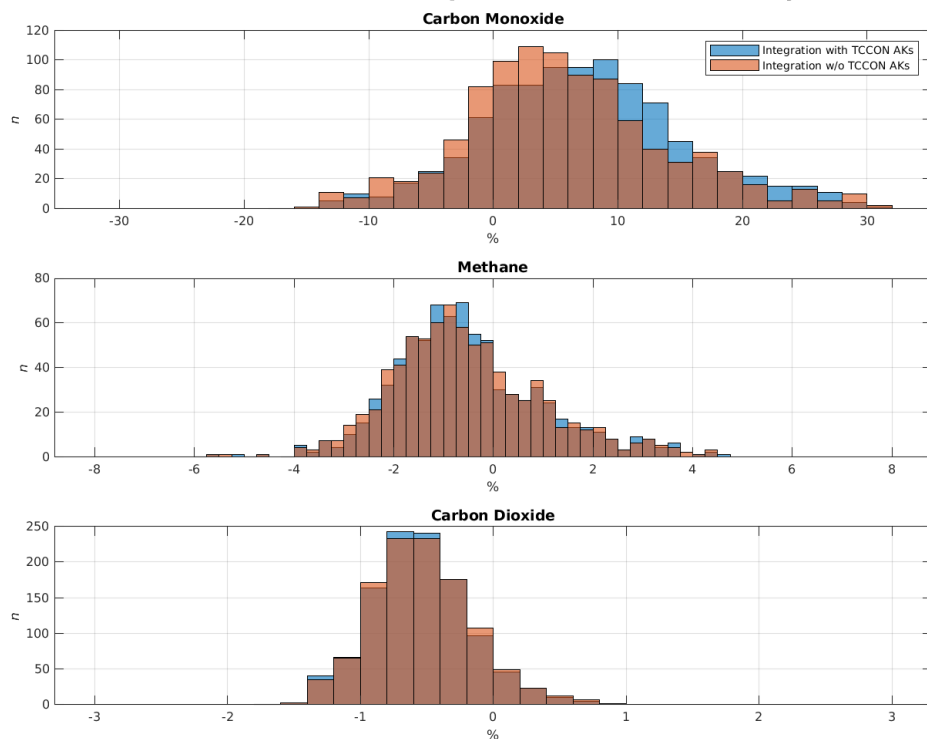 Carbon Monoxide
Integration with TCCON AKs
Integration w/o TCCON AKs
120
100
80
60
40
20
0
n
-30 -20 -10 0 10 20 30
%
Methane
80
60
40
20
0
n
-8 -6 -4 -2 0 2 4 6 8
%
Carbon Dioxide
250
200
150
100
50
0
n
-3 -2 -1 0 1 2 3
%